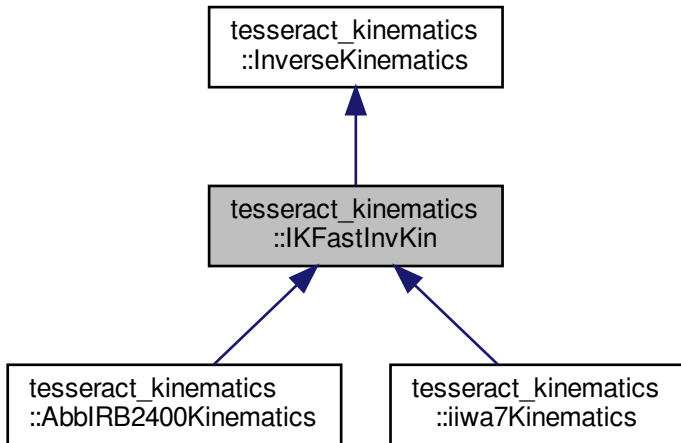 tesseract_kinematics
::InverseKinematics
tesseract_kinematics
::IKFastInvKin
tesseract_kinematics
::AbbIRB2400Kinematics
tesseract_kinematics
::iiwa7Kinematics